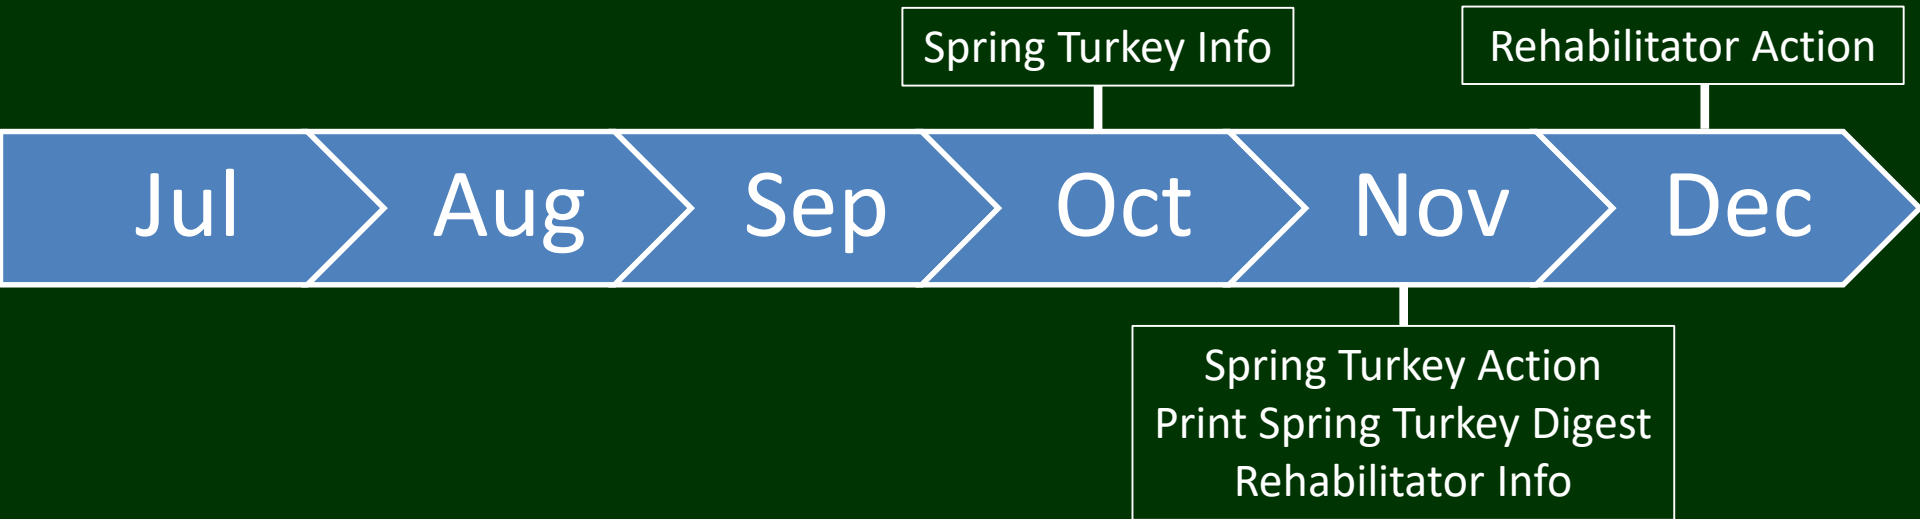 Spring Turkey Info
Rehabilitator Action
Jul
Aug
Sep
Oct
Nov
Dec
Spring Turkey Action
Print Spring Turkey Digest
Rehabilitator Info